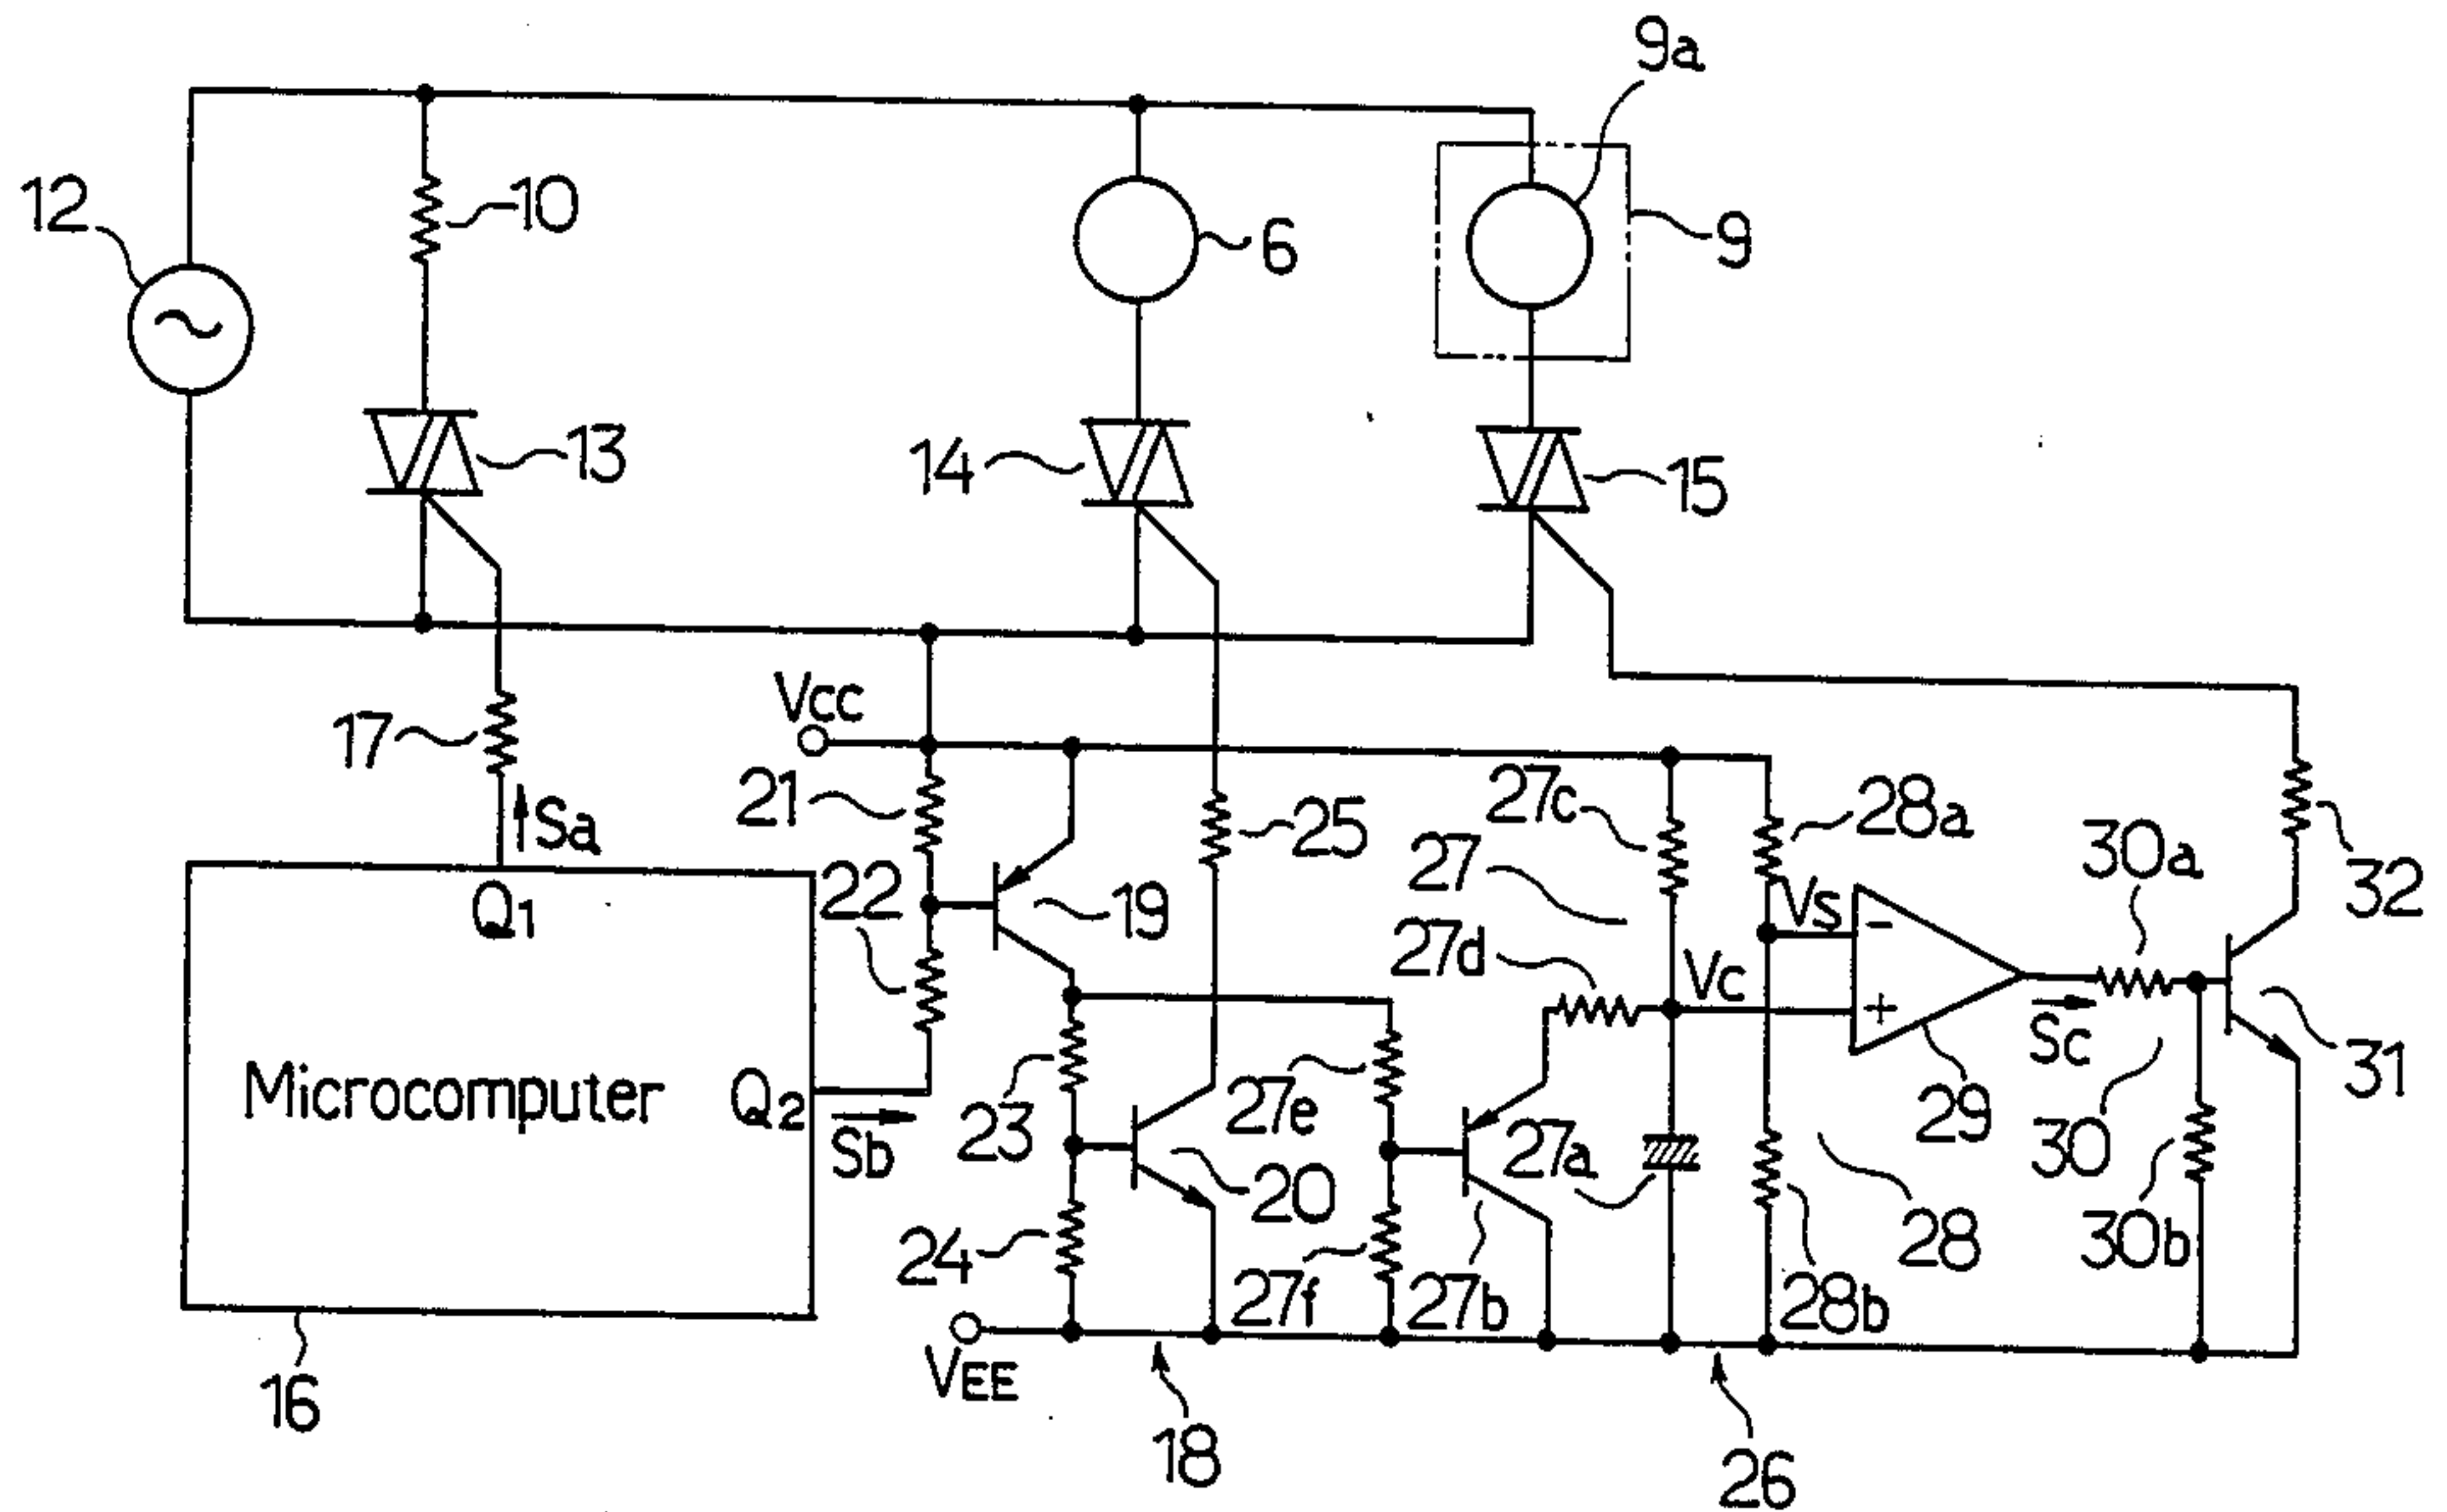 9a
12
10
6
9
13
14
15
Vcc
17
21
Sa
25
27c
28a
30a
27
32
22
19
Q1
27d
Vc
Vs
-
+
Sc
31
Microcomputer
Q2
Sb
23
27e
27a
29
30
20
24
27f
27b
28
28b
30b
VEE
16
18
26